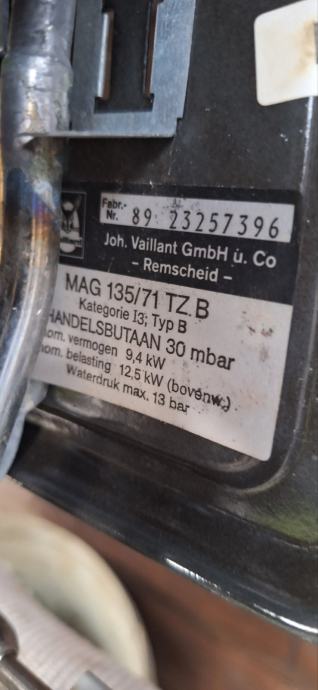 Fabr.-
Nr. 89 23257396
Joh. Vaillant GmbH u. Co
- Remscheid -
MAG 135/71 TZ.B
Kategorie I3; Typ B
HANDELSBUTAAN 30 mbar
nom. vermogen 9,4 kW
nom. belasting 12,5 kW (bovenw.)
Waterdruk max. 13 bar